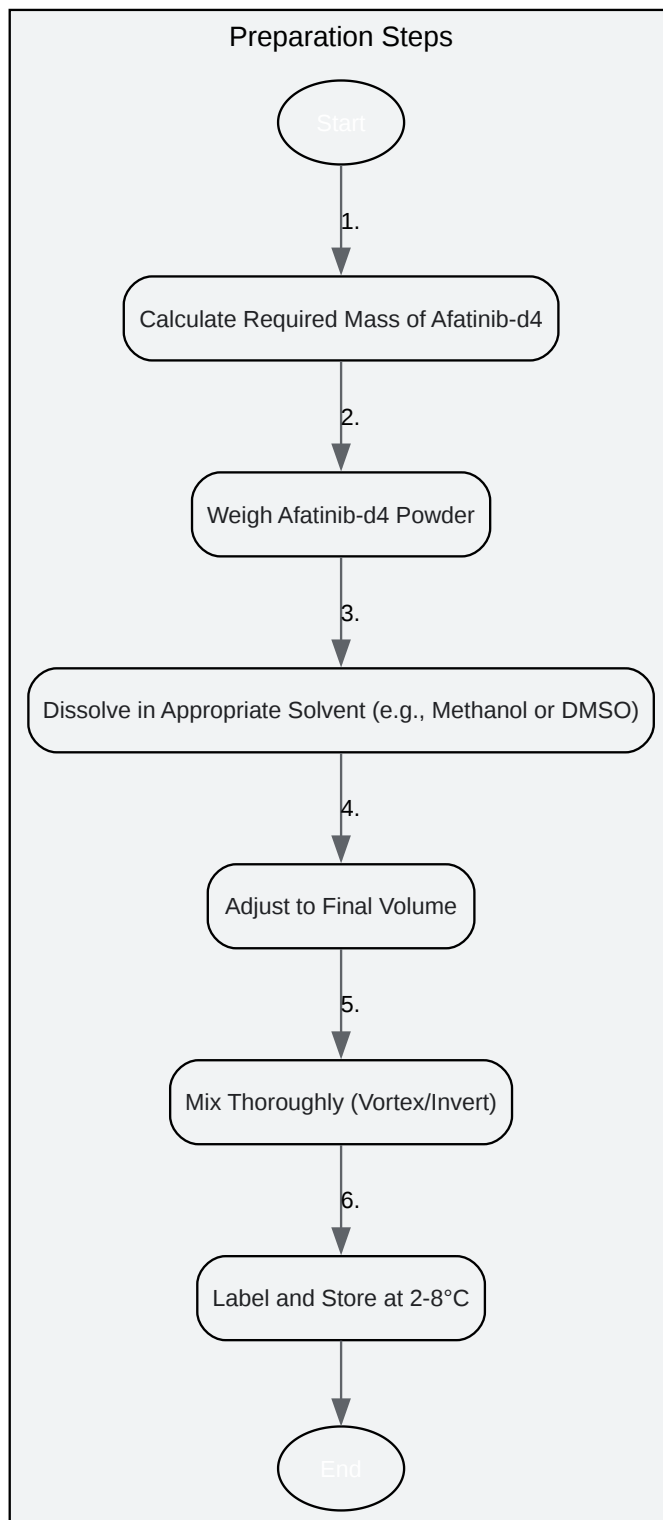 Preparation Steps
Start
1.
Calculate Required Mass of Afatinib-d4
2.
Weigh Afatinib-d4 Powder
3.
Dissolve in Appropriate Solvent (e.g., Methanol or DMSO)
4.
Adjust to Final Volume
5.
Mix Thoroughly (Vortex/Invert)
6.
Label and Store at 2-8°C
End